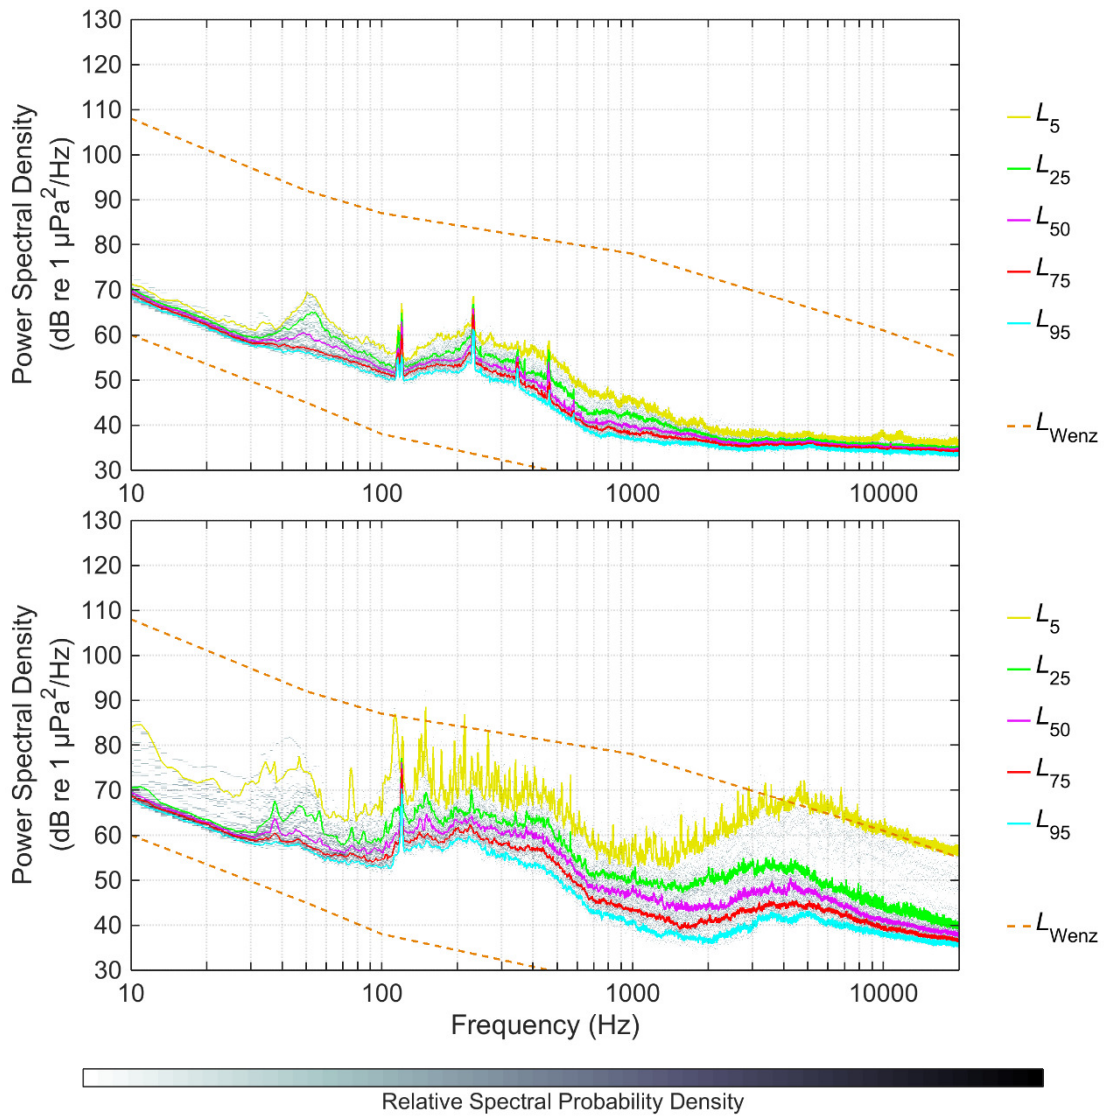 130
120
110
100
90
80
70
60
50
40
30
Power Spectral Density
(dB re 1 µPa²/Hz)
10
100
1000
10000
L5
L25
L50
L75
L95
LWenz
130
120
110
100
90
80
70
60
50
40
30
Power Spectral Density
(dB re 1 µPa²/Hz)
10
100
1000
10000
Frequency (Hz)
L5
L25
L50
L75
L95
LWenz
Relative Spectral Probability Density